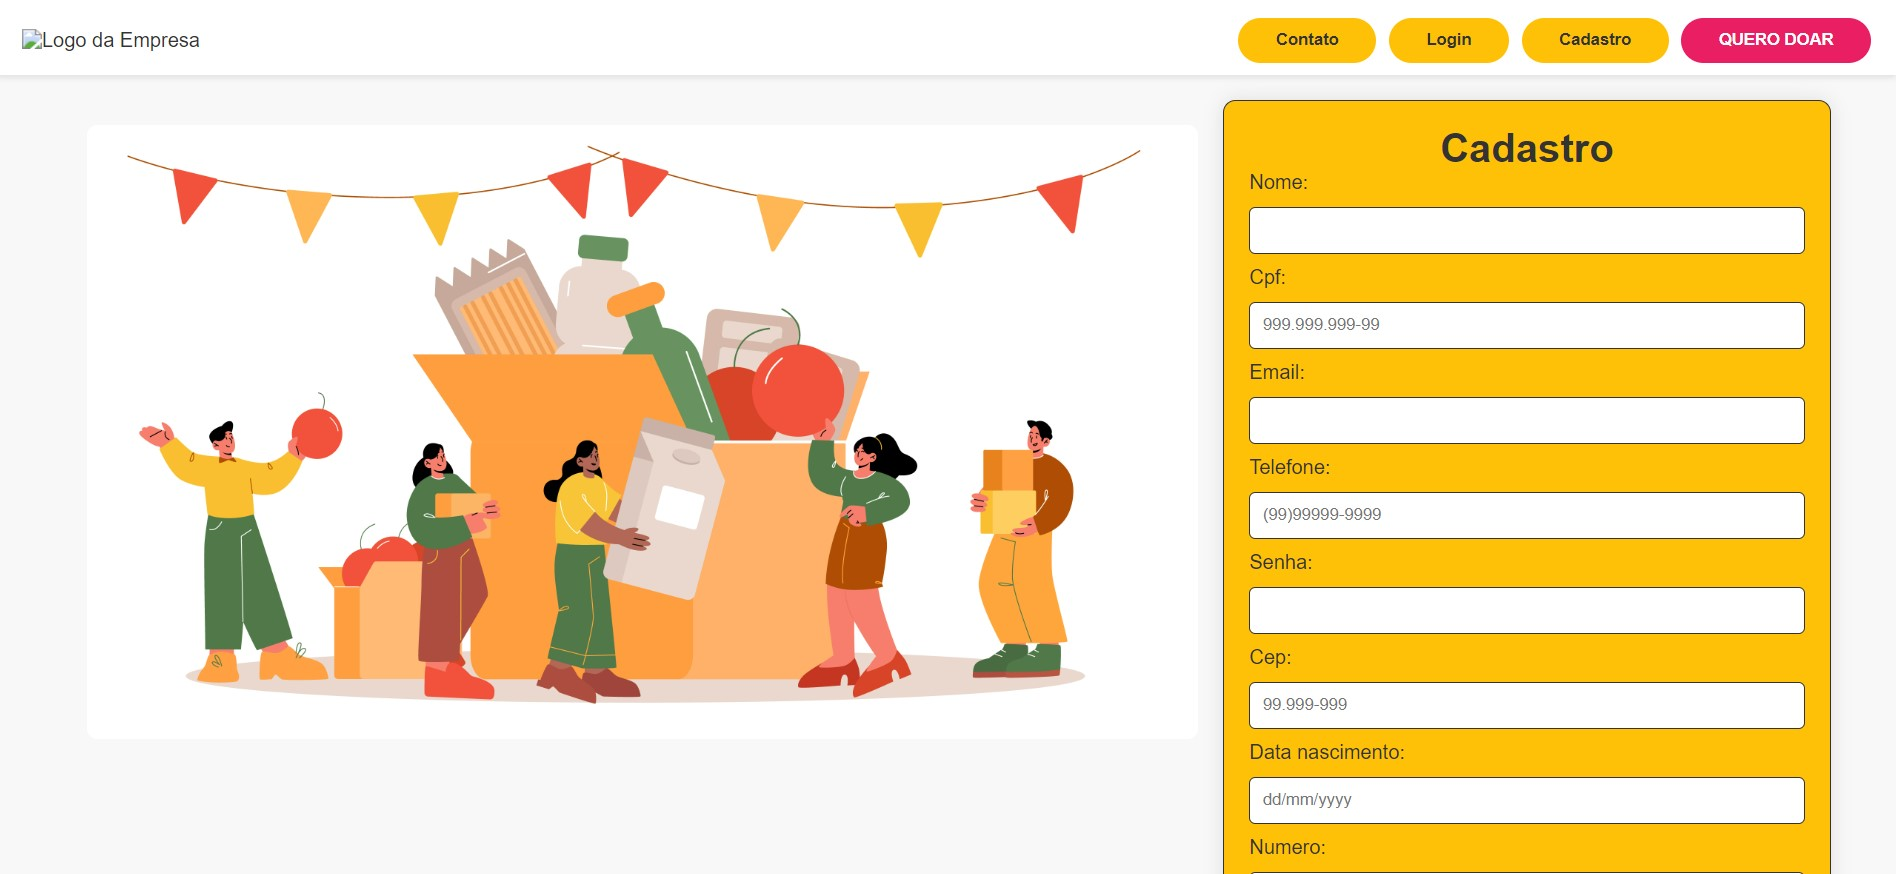 Logo da Empresa
Contato
Login
Cadastro
QUERO DOAR
Cadastro
Nome:
Cpf:
999.999.999-99
Email:
Telefone:
(99)99999-9999
Senha:
Cep:
99.999-999
Data nascimento:
dd/mm/yyyy
Numero: